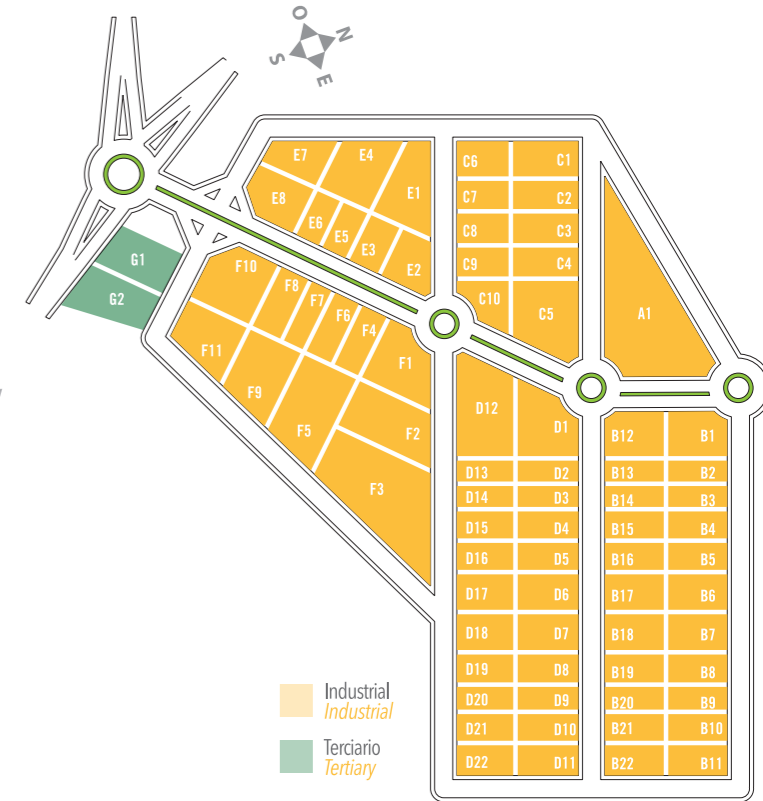 O
N
S
E
E7
E4
E1
E8
E6
E5
E3
E2
C6
C1
C7
C2
C8
C3
C9
C4
C10
C5
A1
G1
G2
F10
F8
F7
F6
F4
F1
F11
F9
F5
F2
F3
D12
D1
D13
D2
D14
D3
D15
D4
D16
D5
D17
D6
D18
D7
D19
D8
D20
D9
D21
D10
D22
D11
B12
B1
B13
B2
B14
B3
B15
B4
B16
B5
B17
B6
B18
B7
B19
B8
B20
B9
B21
B10
B22
B11
Industrial
Industrial
Terciario
Tertiary